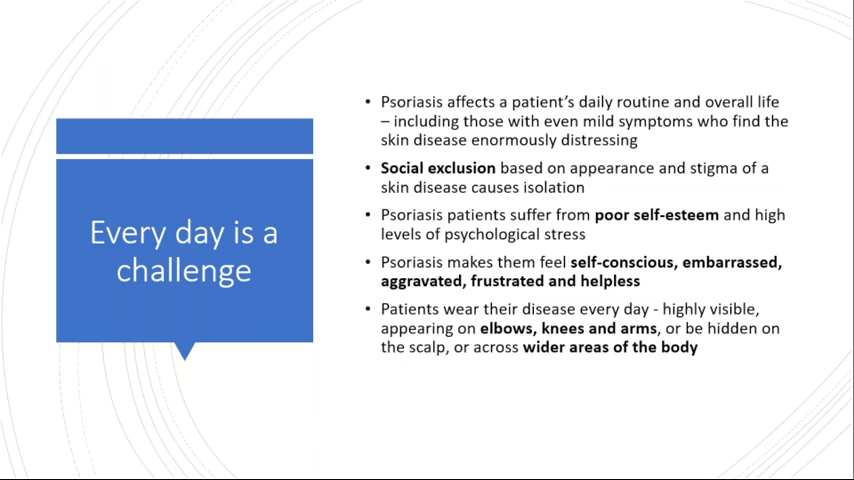 Every day is a
challenge
• Psoriasis affects a patient’s daily routine and overall life
– including those with even mild symptoms who find the
skin disease enormously distressing
• Social exclusion based on appearance and stigma of a
skin disease causes isolation
• Psoriasis patients suffer from poor self-esteem and high
levels of psychological stress
• Psoriasis makes them feel self-conscious, embarrassed,
aggravated, frustrated and helpless
• Patients wear their disease every day - highly visible,
appearing on elbows, knees and arms, or be hidden on
the scalp, or across wider areas of the body